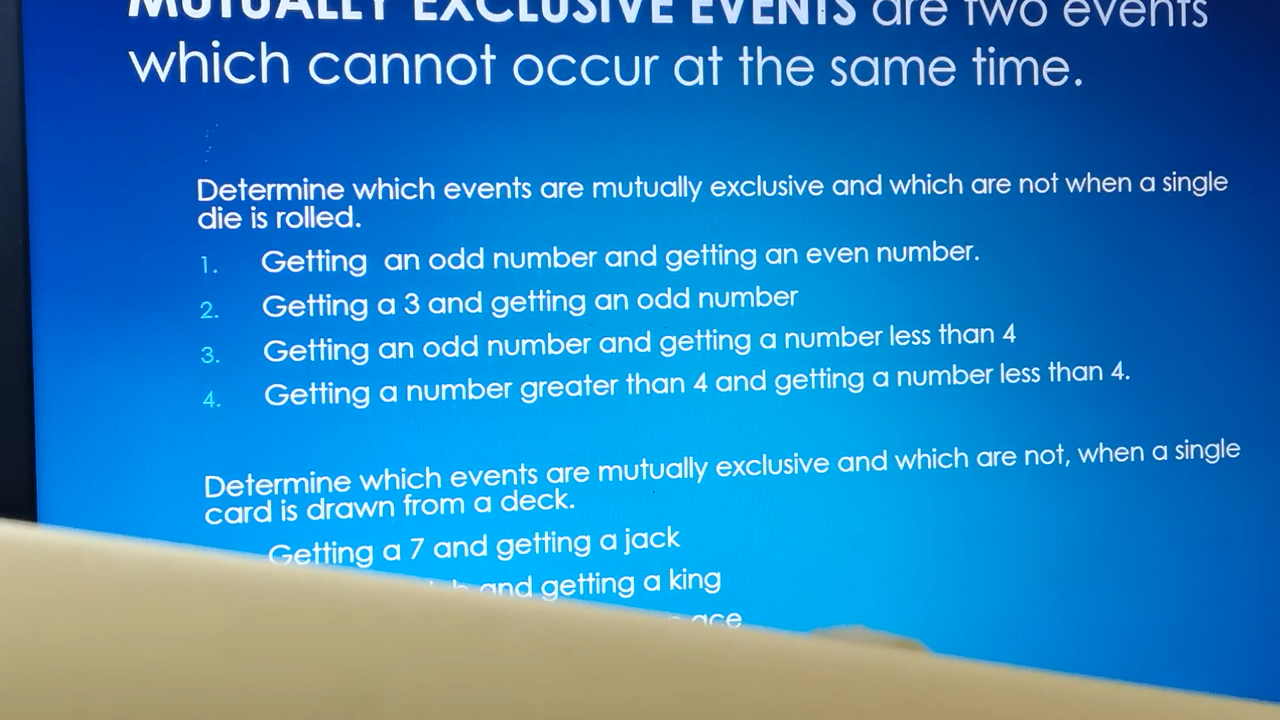 MUTUALLY EXCLUSIVE EVENTS are two events
which cannot occur at the same time.
Determine which events are mutually exclusive and which are not when a single
die is rolled.
1. Getting an odd number and getting an even number.
2. Getting a 3 and getting an odd number
3. Getting an odd number and getting a number less than 4
4. Getting a number greater than 4 and getting a number less than 4.
Determine which events are mutually exclusive and which are not, when a single
card is drawn from a deck.
Getting a 7 and getting a jack
and getting a king
ace